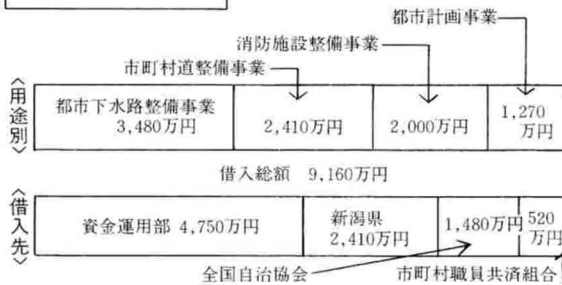 都市計画事業
消防施設整備事業
市町村道整備事業
〈用途別〉
都市下水路整備事業
3,480万円
2,410万円
2,000万円
1,270
万円
借入総額 9,160万円
〈借入先〉
資金運用部 4,750万円
新潟県
2,410万円
1,480万円
520
万円
全国自治協会
市町村職員共済組合